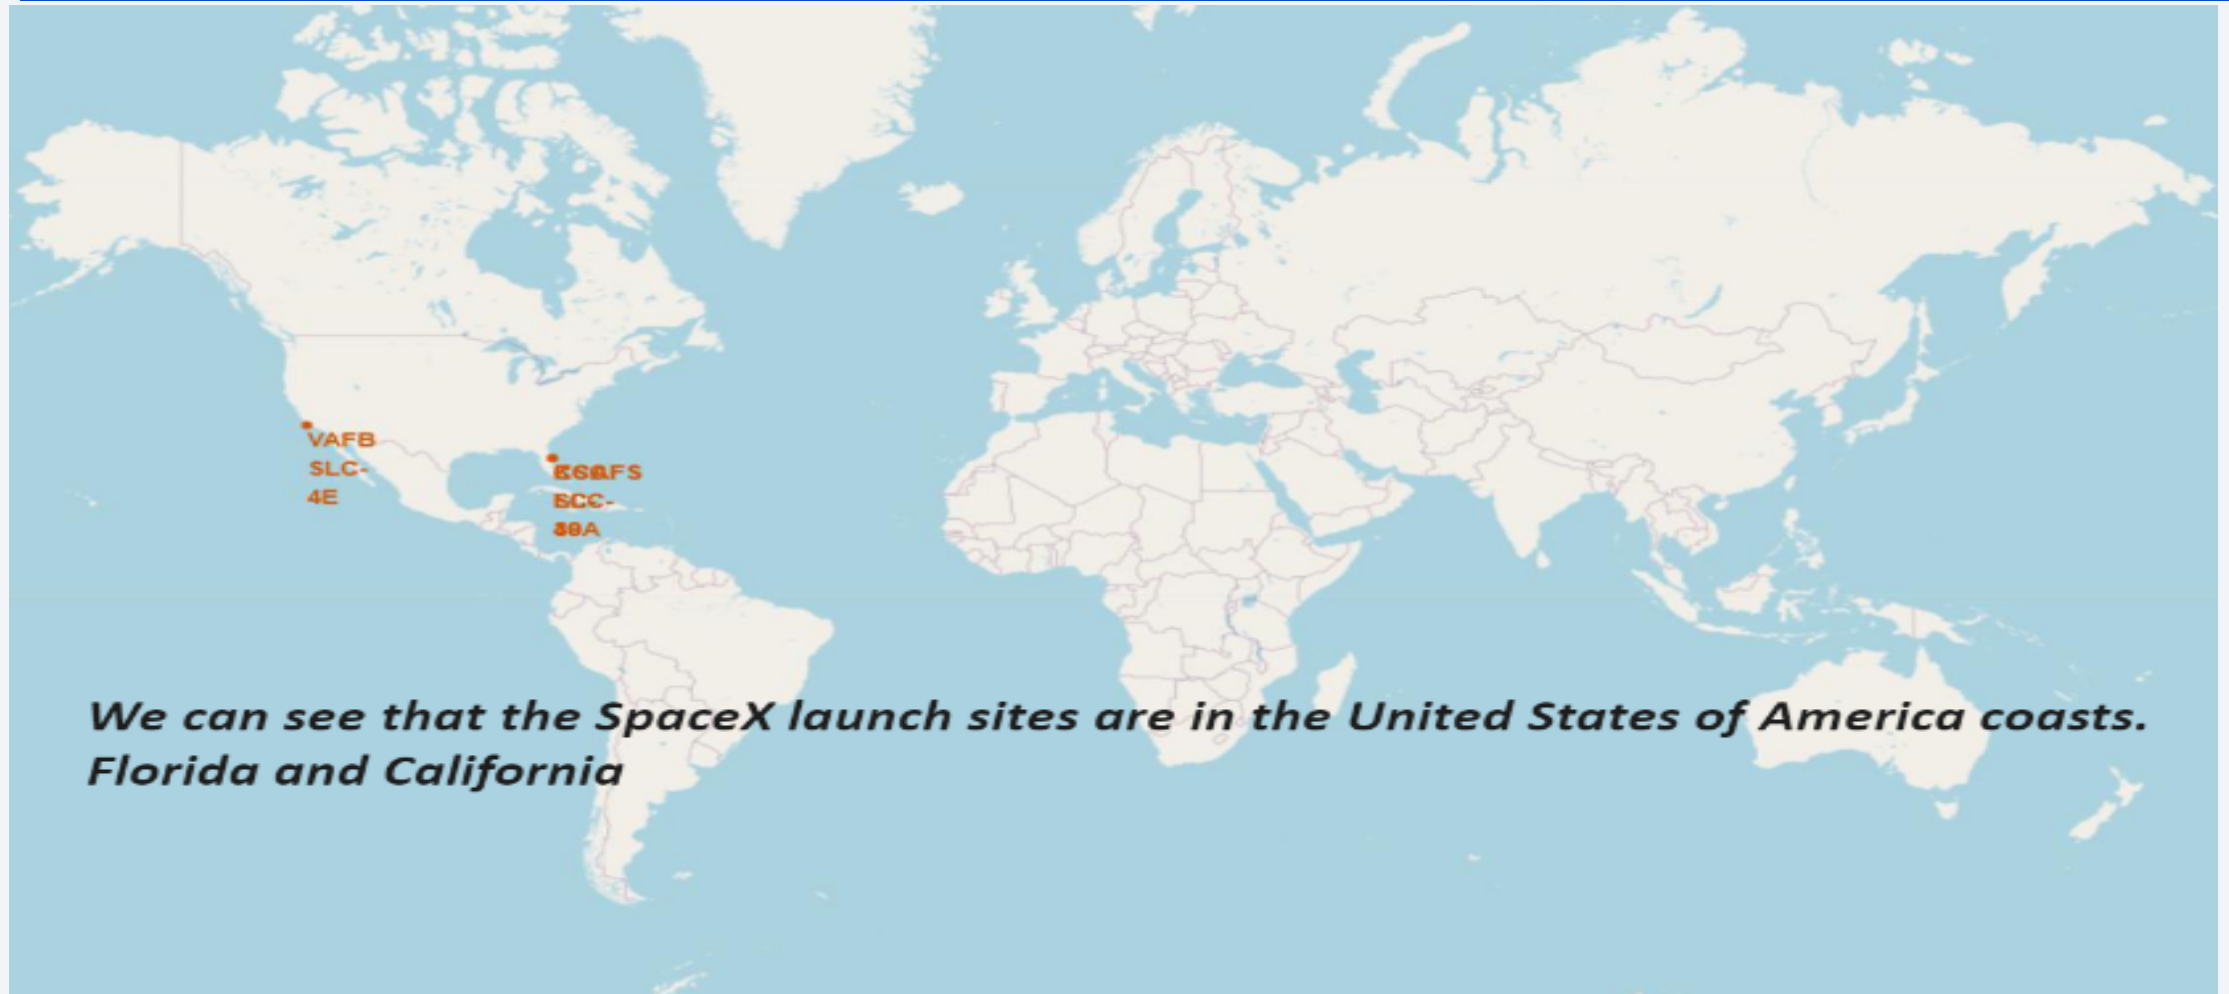 VAFB
SLC-
4E
We can see that the SpaceX launch sites are in the United States of America coasts.
Florida and California